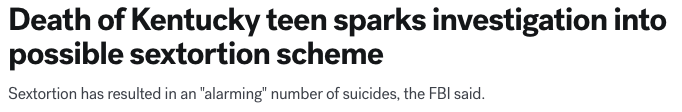 Death of Kentucky teen sparks investigation into
possible sextortion scheme
Sextortion has resulted in an "alarming" number of suicides, the FBI said.